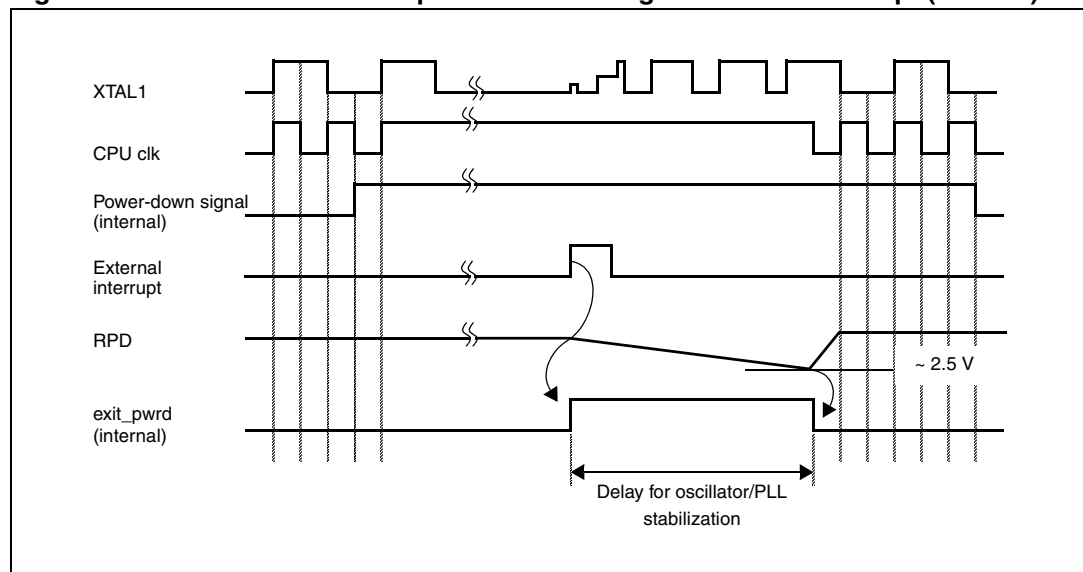 XTAL1
CPU clk
Power-down signal
(internal)
External
interrupt
RPD
~ 2.5 V
exit_pwrd
(internal)
Delay for oscillator/PLL
stabilization